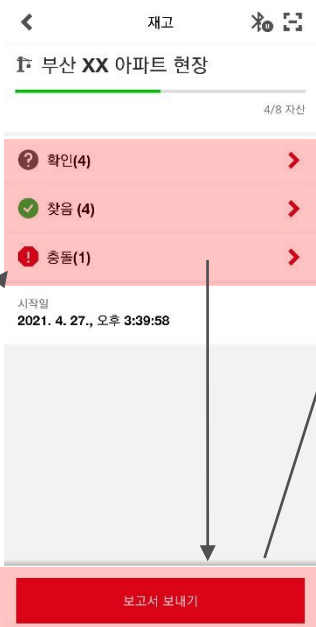 재고
부산 XX 아파트 현장
4/8 자산
확인(4)
찾음 (4)
충돌(1)
시작일
2021. 4. 27., 오후 3:39:58
보고서 보내기